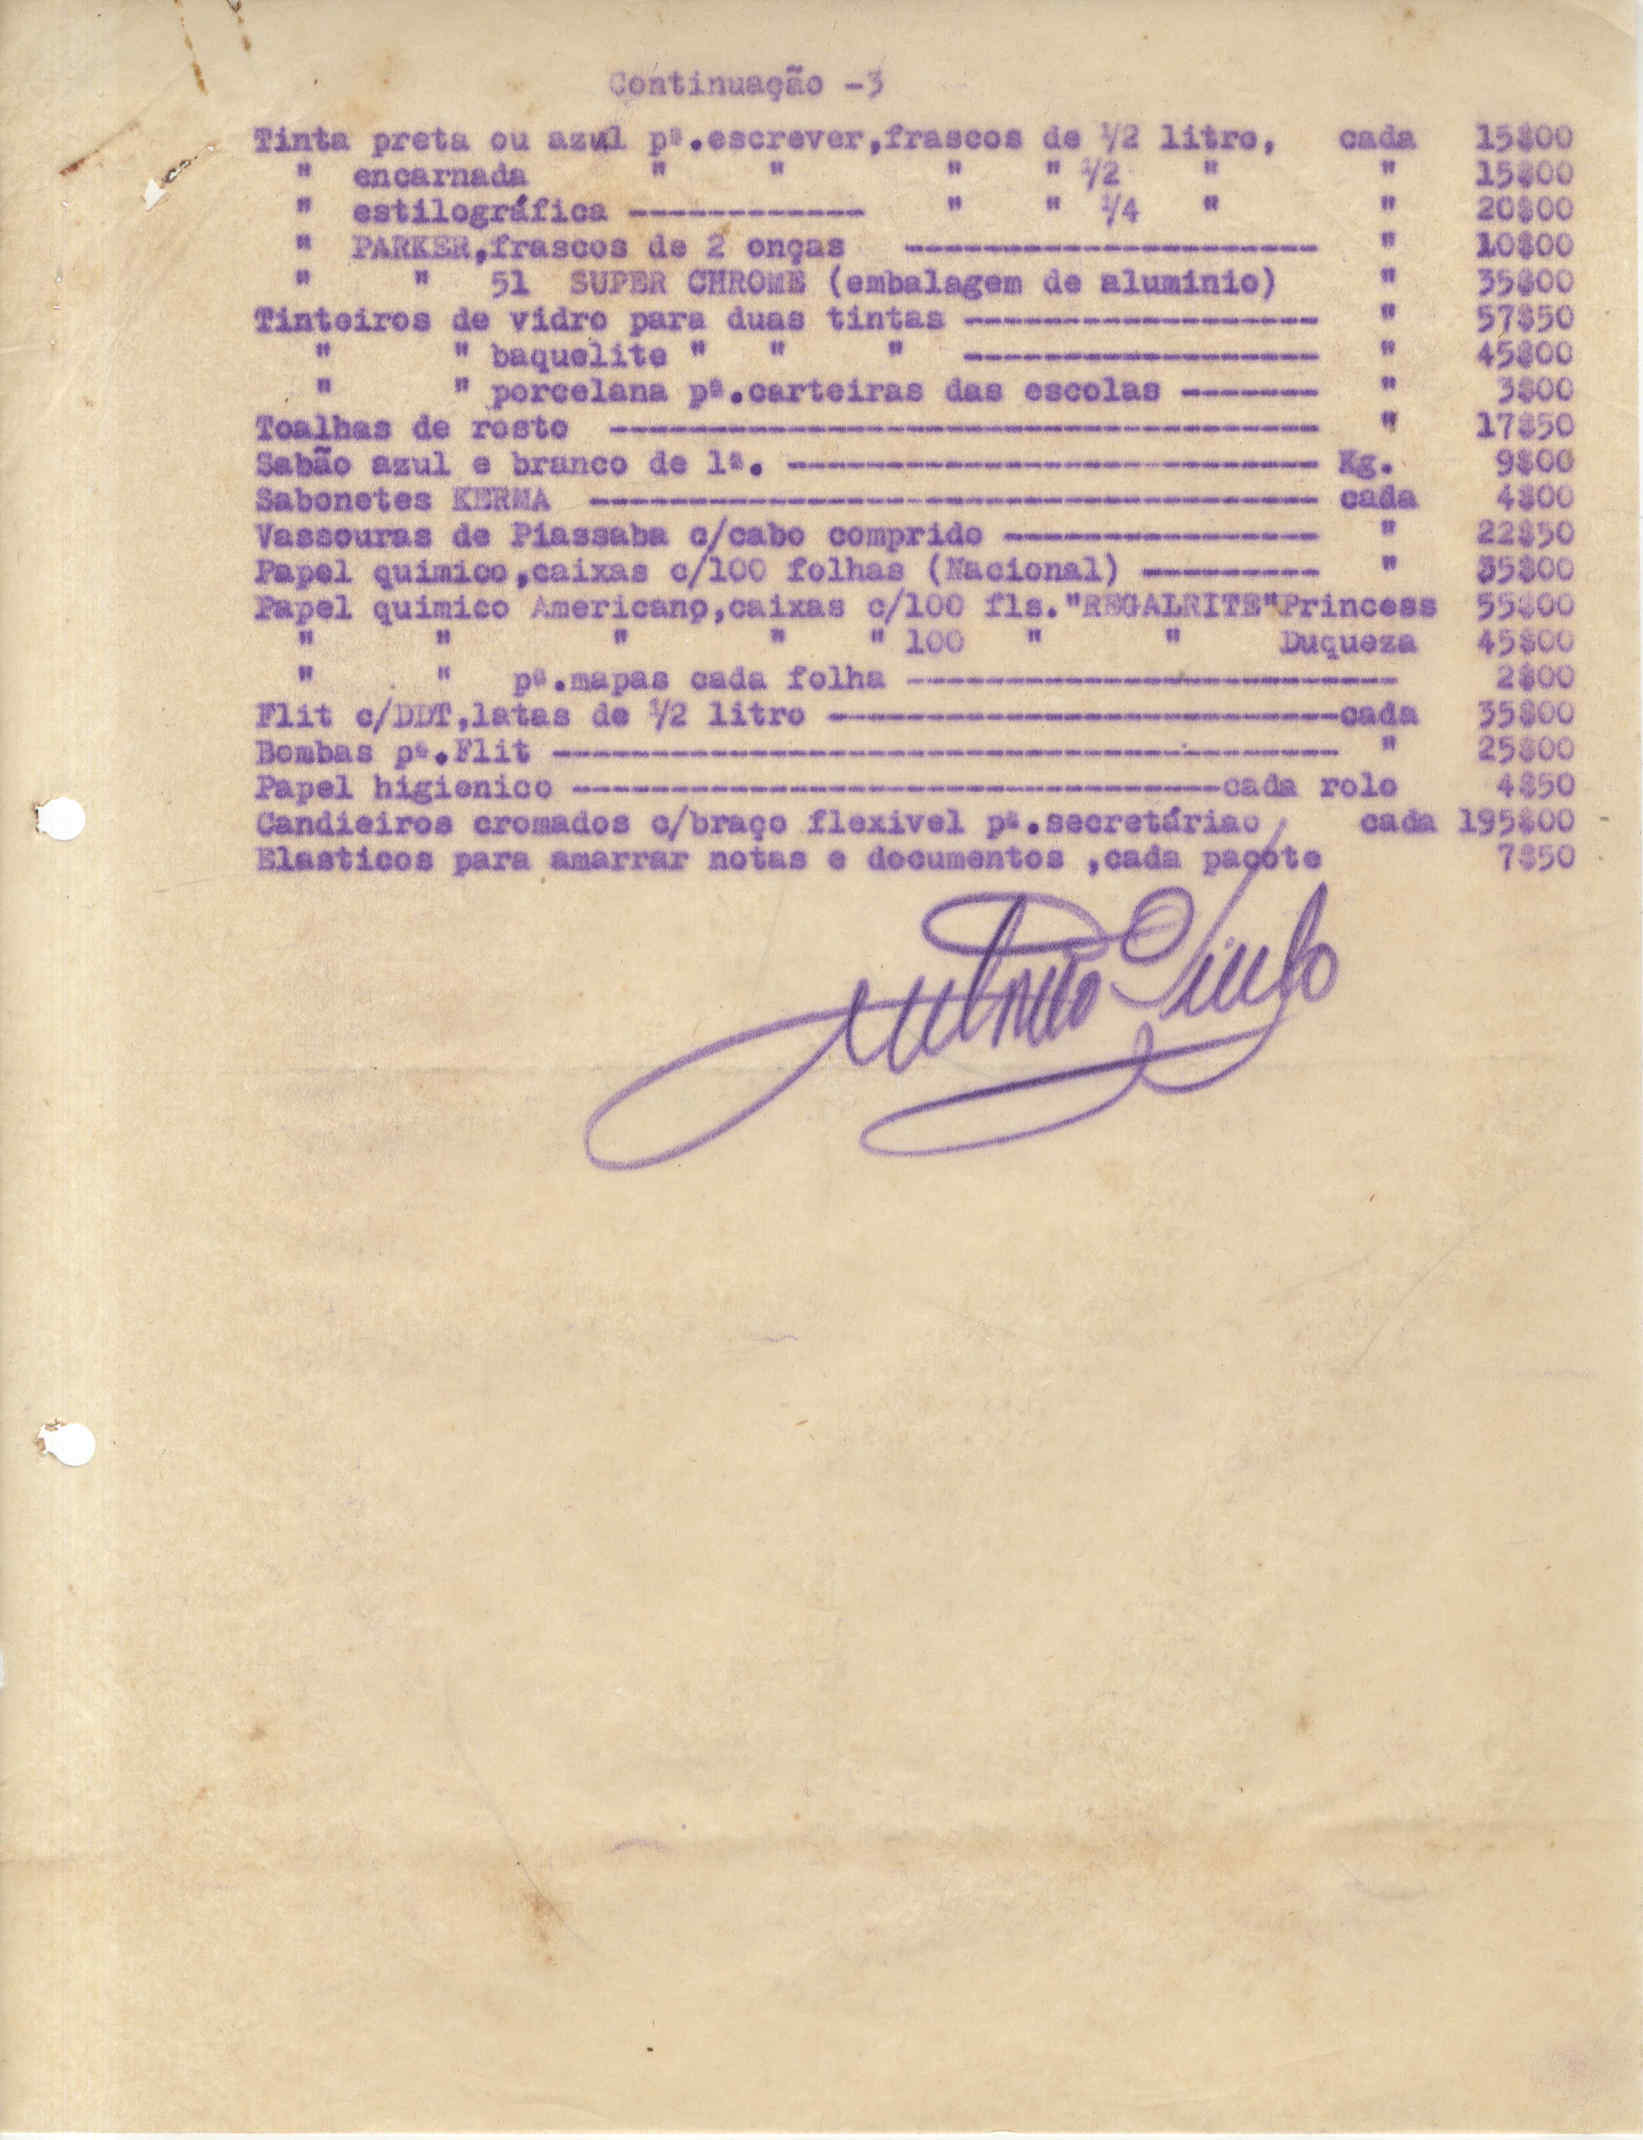 Continuação -3
Tinta preta ou azul pª.escrever,frascos de 1/2 litro, cada 15$00
" encarnada " " " " 1/2 " " 15$00
" estilográfica ------------ " " 1/4 " " 20$00
" PARKER,frascos de 2 onças --------------------- " 10$00
" " 51 SUPER CHROME (embalagem de aluminio) " 35$00
Tinteiros de vidro para duas tintas ------------------ " 57$50
" " baquelite " " " ------------------ " 45$00
" " porcelana pª.carteiras das escolas ------- " 3$00
Toalhas de rosto ------------------------------------ " 17$50
Sabão azul e branco de 1ª. --------------------------- Kg. 9$00
Sabonetes KERMA ------------------------------------- cada 4$00
Vassouras de Piassaba c/cabo comprido ---------------- " 22$50
Papel quimico,caixas c/100 folhas (Nacional) --------- " 35$00
Papel quimico Americano,caixas c/100 fls."REGALRITE"Princess 55$00
" " " " " 100 " " Duqueza 45$00
" " pª.mapas cada folha ------------------------- 2$00
Flit c/DDT,latas de 1/2 litro --------------------------cada 35$00
Bombas pª.Flit ---------------------------------------- " 25$00
Papel higienico ---------------------------------cada rolo 4$50
Candieiros cromados c/braço flexivel pª.secretáriao cada 195$00
Elasticos para amarrar notas e documentos ,cada pacote 7$50
António Pinto